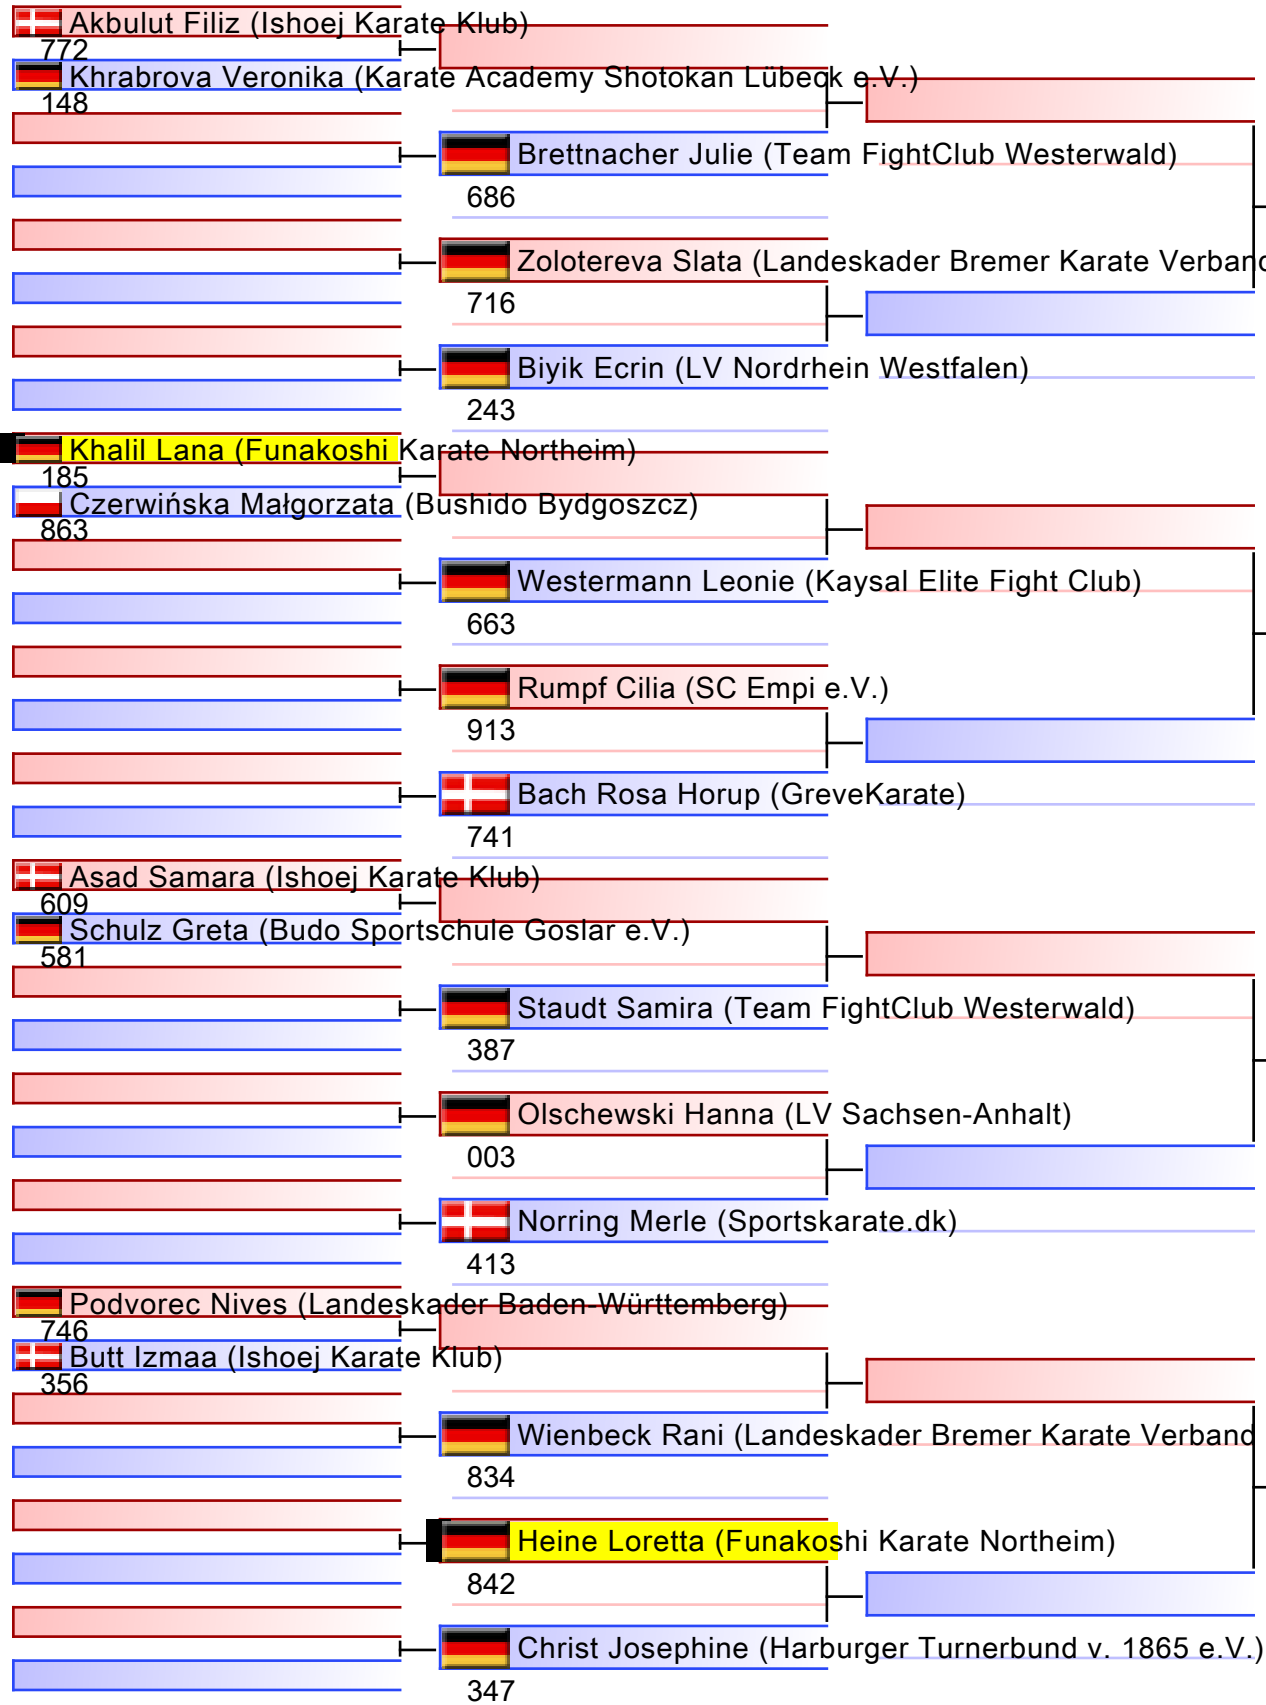 Akbulut Filiz (Ishoej Karate Klub)
772
Khrabrova Veronika (Karate Academy Shotokan Lübeck e.V.)
148
Brettnacher Julie (Team FightClub Westerwald)
686
Zolotereva Slata (Landeskader Bremer Karate Verband
716
Biyik Ecrin (LV Nordrhein Westfalen)
243
Khalil Lana (Funakoshi Karate Northeim)
185
Czerwińska Małgorzata (Bushido Bydgoszcz)
863
Westermann Leonie (Kaysal Elite Fight Club)
663
Rumpf Cilia (SC Empi e.V.)
913
Bach Rosa Horup (GreveKarate)
741
Asad Samara (Ishoej Karate Klub)
609
Schulz Greta (Budo Sportschule Goslar e.V.)
581
Staudt Samira (Team FightClub Westerwald)
387
Olschewski Hanna (LV Sachsen-Anhalt)
003
Norring Merle (Sportskarate.dk)
413
Podvorec Nives (Landeskader Baden-Württemberg)
746
Butt Izmaa (Ishoej Karate Klub)
356
Wienbeck Rani (Landeskader Bremer Karate Verband
834
Heine Loretta (Funakoshi Karate Northeim)
842
Christ Josephine (Harburger Turnerbund v. 1865 e.V.)
347